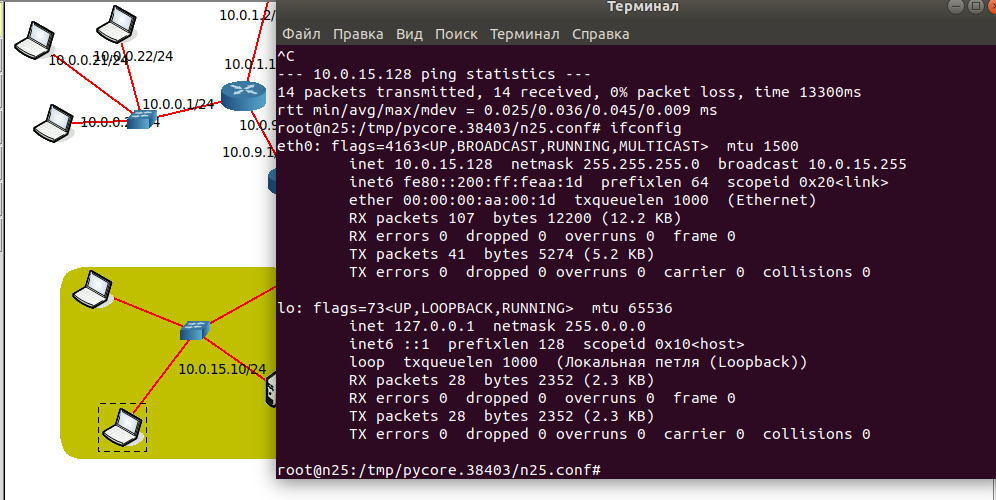 Терминал
Файл Правка Вид Поиск Терминал Справка
^C
--- 10.0.15.128 ping statistics ---
14 packets transmitted, 14 received, 0% packet loss, time 13300ms
rtt min/avg/max/mdev = 0.025/0.036/0.045/0.009 ms
root@n25:/tmp/pycore.38403/n25.conf# ifconfig
eth0: flags=4163<UP,BROADCAST,RUNNING,MULTICAST>  mtu 1500
        inet 10.0.15.128  netmask 255.255.255.0  broadcast 10.0.15.255
        inet6 fe80::200:ff:feaa:1d  prefixlen 64  scopeid 0x20<link>
        ether 00:00:00:aa:00:1d  txqueuelen 1000  (Ethernet)
        RX packets 107  bytes 12200 (12.2 KB)
        RX errors 0  dropped 0  overruns 0  frame 0
        TX packets 41  bytes 5274 (5.2 KB)
        TX errors 0  dropped 0 overruns 0  carrier 0  collisions 0

lo: flags=73<UP,LOOPBACK,RUNNING>  mtu 65536
        inet 127.0.0.1  netmask 255.0.0.0
        inet6 ::1  prefixlen 128  scopeid 0x10<host>
        loop  txqueuelen 1000  (Локальная петля (Loopback))
        RX packets 28  bytes 2352 (2.3 KB)
        RX errors 0  dropped 0  overruns 0  frame 0
        TX packets 28  bytes 2352 (2.3 KB)
        TX errors 0  dropped 0 overruns 0  carrier 0  collisions 0

root@n25:/tmp/pycore.38403/n25.conf#
10.0.1.2/
10.0.0.22/24
10.0.0.21/24
10.0.1.1
10.0.0.1/24
10.0.9.1/
10.0.15.10/24